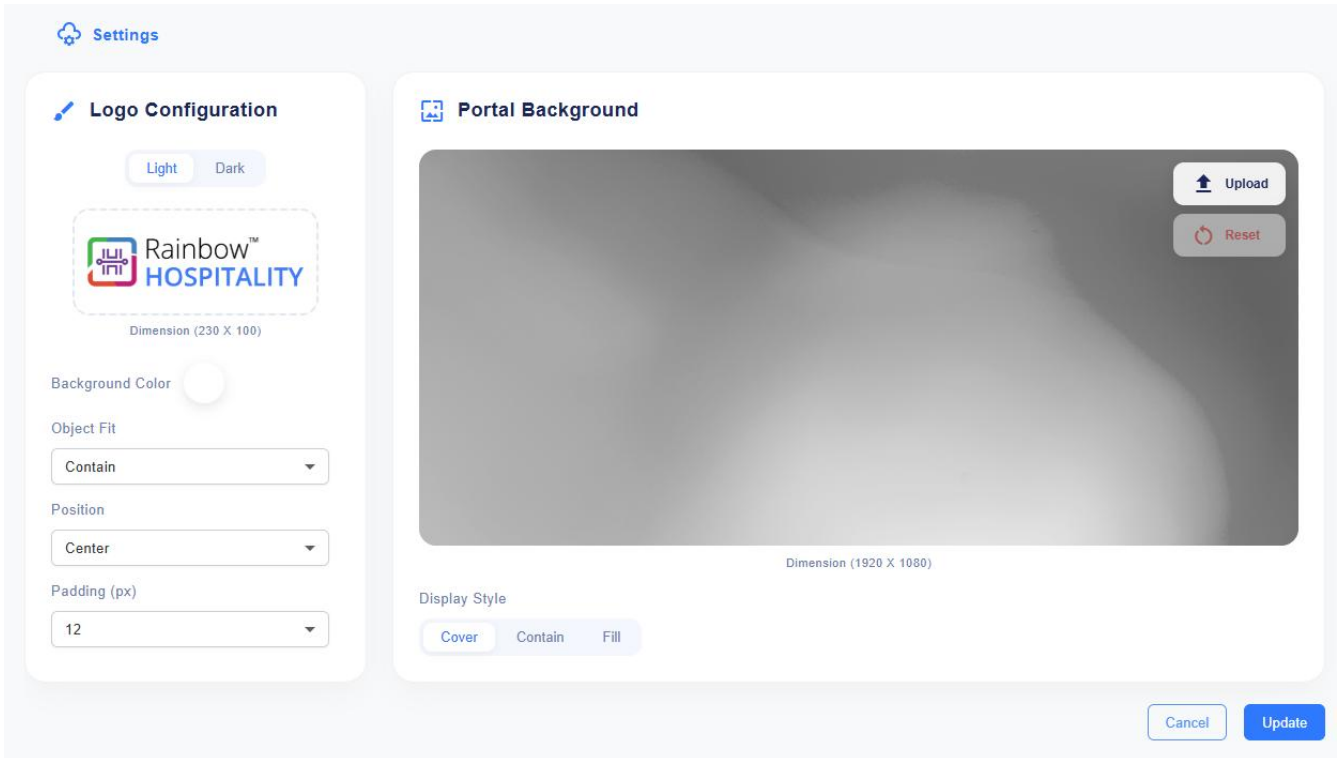 Settings
Logo Configuration
Light Dark
Rainbow™
HOSPITALITY
Dimension (230 X 100)
Background Color
Object Fit
Contain
Position
Center
Padding (px)
12
Portal Background
Upload
Reset
Dimension (1920 X 1080)
Display Style
Cover Contain Fill
Cancel Update